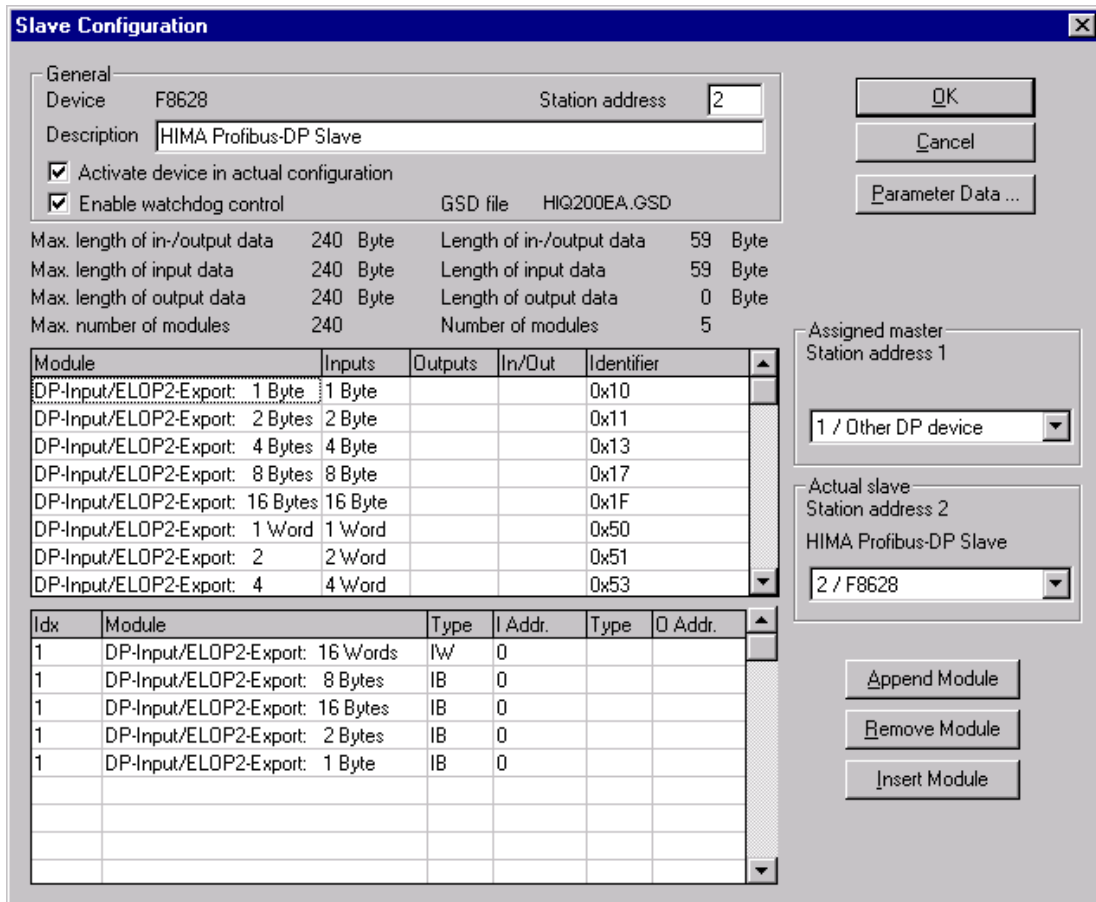 Slave Configuration
General
Device F8628 Station address 2
Description HIMA Profibus-DP Slave
Activate device in actual configuration
Enable watchdog control GSD file HIQ200EA.GSD
OK
Cancel
Parameter Data ...
Max. length of in-/output data 240 Byte Length of in-/output data 59 Byte
Max. length of input data 240 Byte Length of input data 59 Byte
Max. length of output data 240 Byte Length of output data 0 Byte
Max. number of modules 240 Number of modules 5
Module Inputs Outputs In/Out Identifier
DP-Input/ELOP2-Export: 1 Byte 1 Byte 0x10
DP-Input/ELOP2-Export: 2 Bytes 2 Byte 0x11
DP-Input/ELOP2-Export: 4 Bytes 4 Byte 0x13
DP-Input/ELOP2-Export: 8 Bytes 8 Byte 0x17
DP-Input/ELOP2-Export: 16 Bytes 16 Byte 0x1F
DP-Input/ELOP2-Export: 1 Word 1 Word 0x50
DP-Input/ELOP2-Export: 2 2 Word 0x51
DP-Input/ELOP2-Export: 4 4 Word 0x53
Assigned master
Station address 1
1 / Other DP device
Actual slave
Station address 2
HIMA Profibus-DP Slave
2 / F8628
Idx Module Type I Addr. Type O Addr.
1 DP-Input/ELOP2-Export: 16 Words IW 0
1 DP-Input/ELOP2-Export: 8 Bytes IB 0
1 DP-Input/ELOP2-Export: 16 Bytes IB 0
1 DP-Input/ELOP2-Export: 2 Bytes IB 0
1 DP-Input/ELOP2-Export: 1 Byte IB 0
Append Module
Remove Module
Insert Module